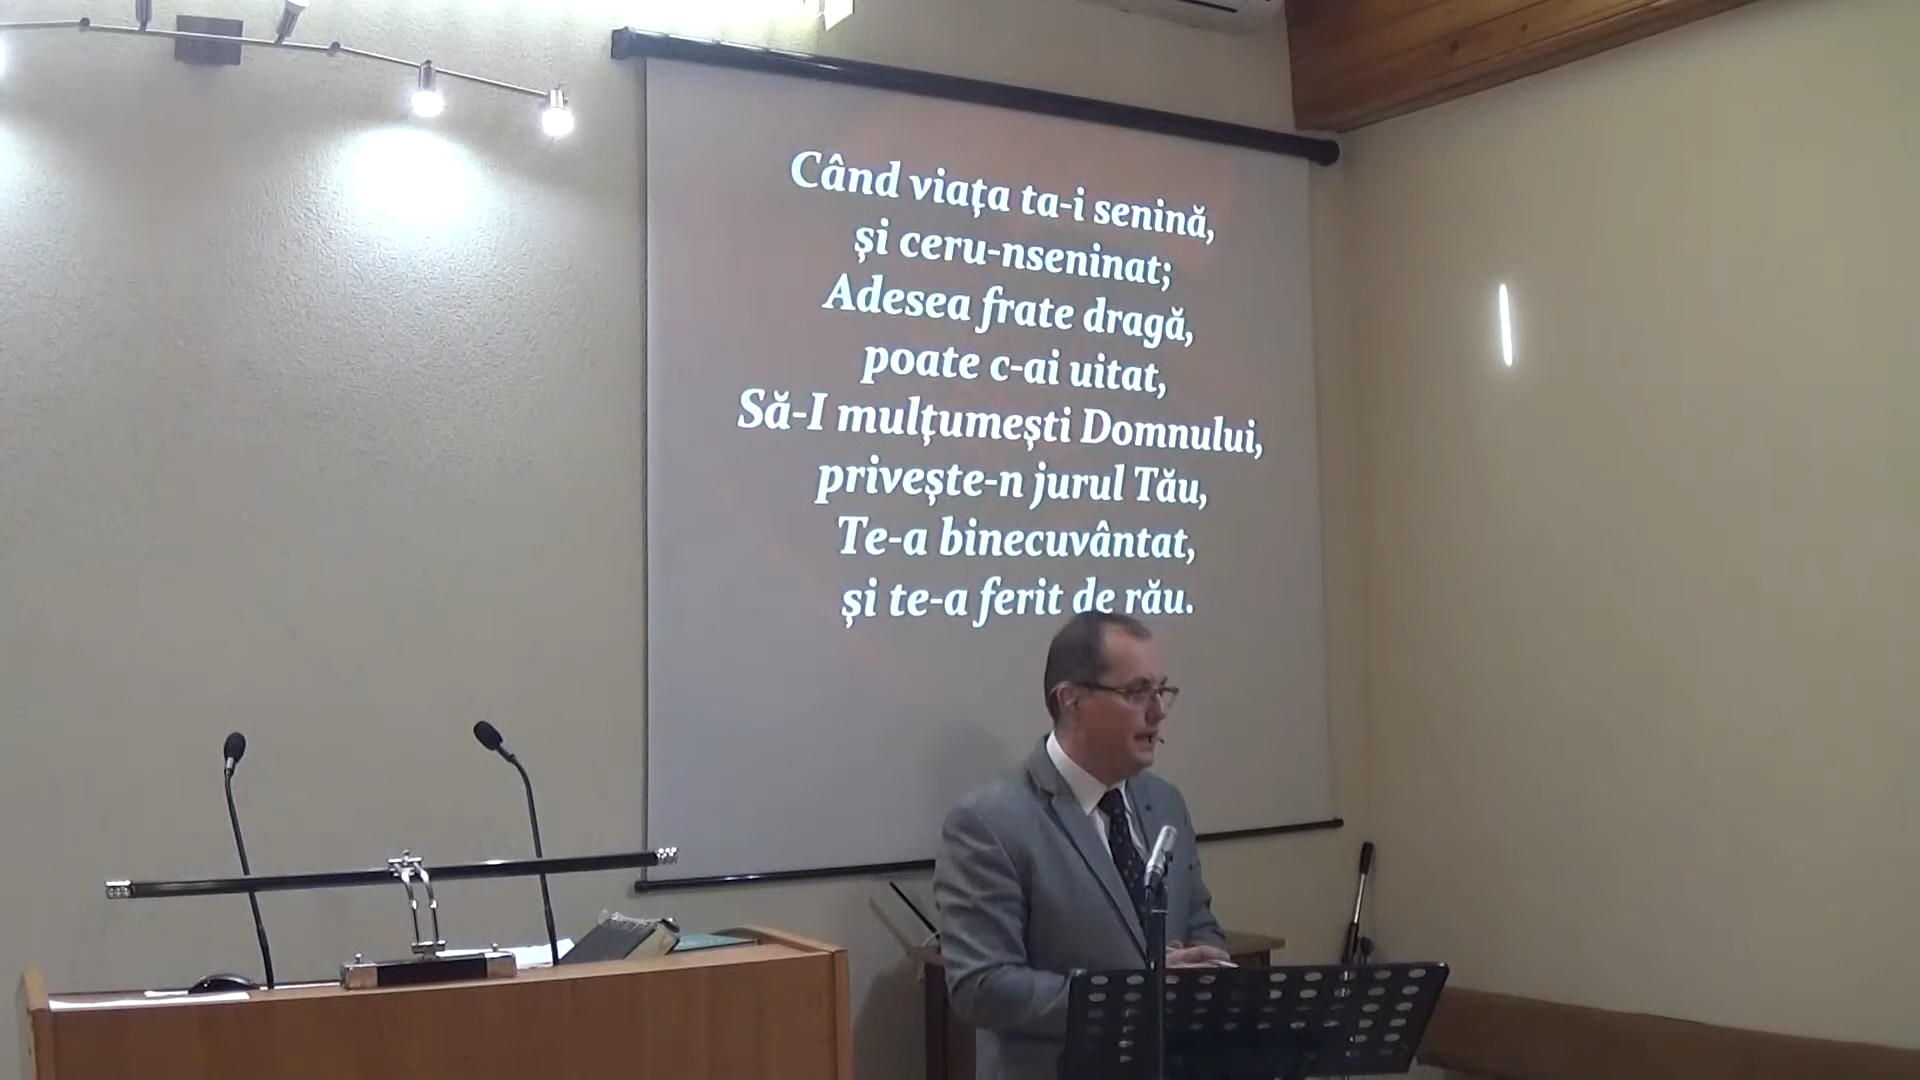 Când viața ta-i senină,
și ceru-nseninat;
Adesea frate dragă,
poate c-ai uitat,
Să-I mulțumești Domnului,
privește-n jurul Tău,
Te-a binecuvântat,
și te-a ferit de rău.